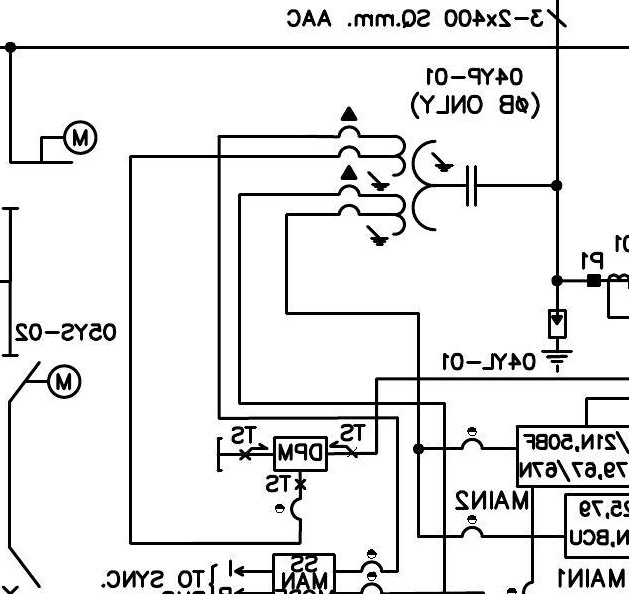 3-2x400 SQ.mm. AAC
04YP-01
(øB ONLY)
M
P1
05YS-02
04YL-01
M
TS
TS
DPM
TS
/21N,50BF
79,67/67N
MAIN2
25,79
N,BCU
MAIN1
SS
MAN
TO SYNC.